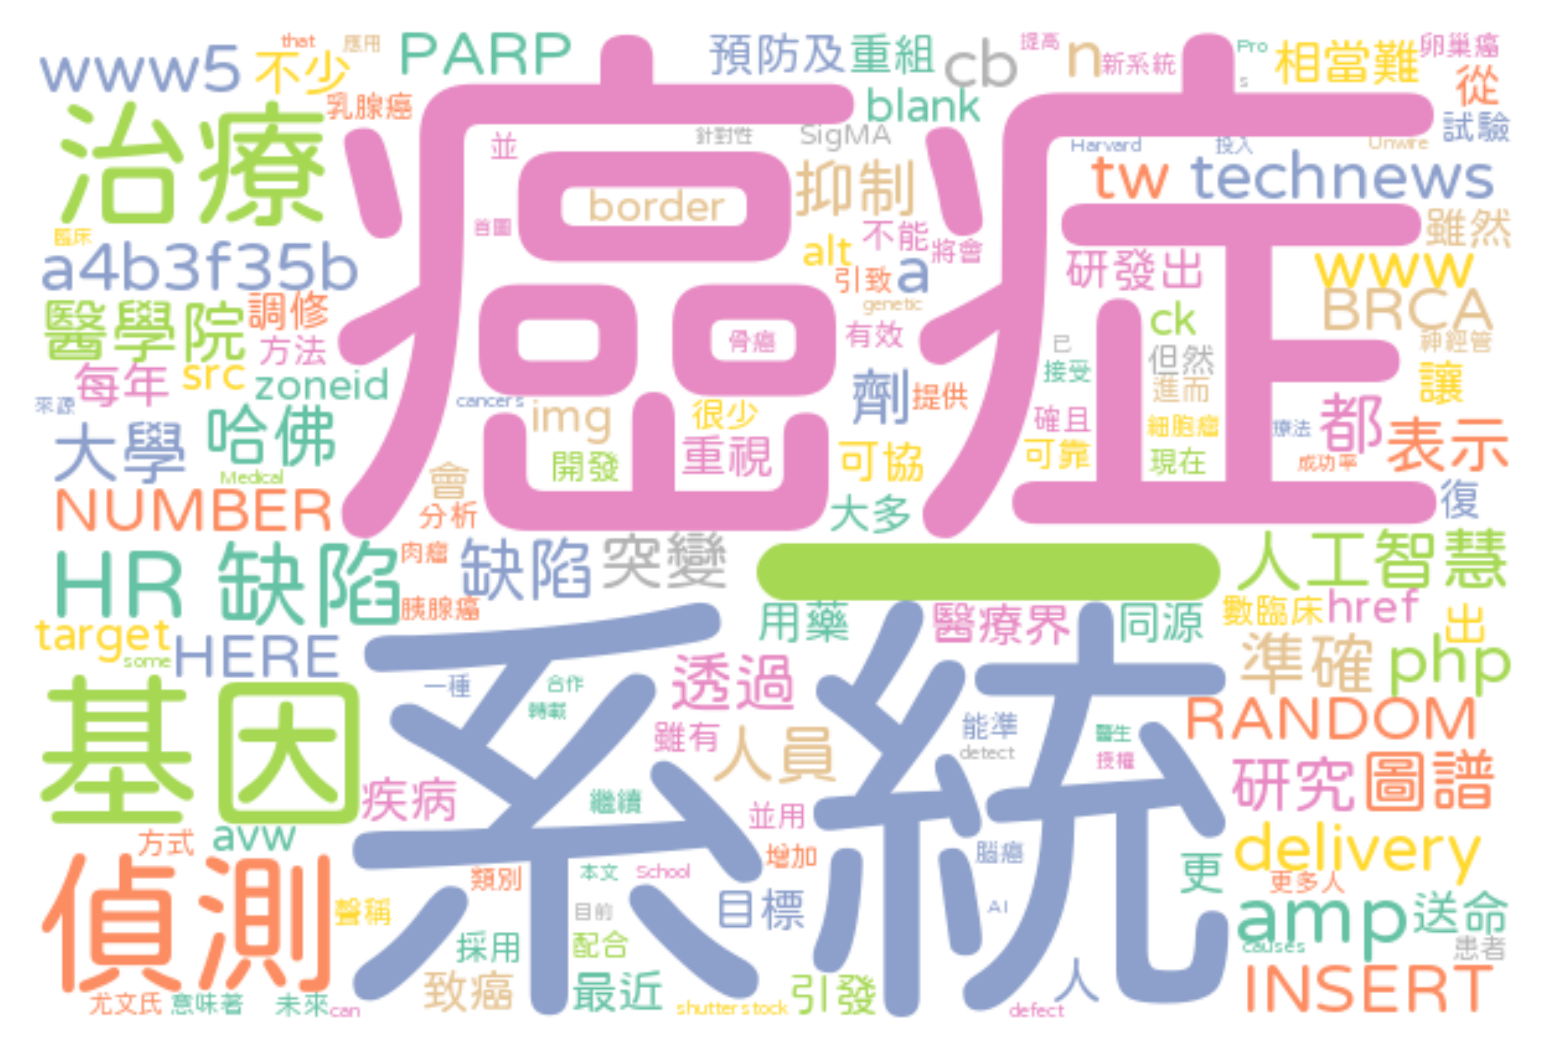 www5 不少 that 應用 PARP 預防及 重組 cb 提高 n 新系統 Pro s 相當難 卵巢癌 從
治療 乳腺癌 癌症 並 針對性 SigMA blank Harvard 投入 Unwire 試驗
border 抑制 tw technews
臨床 首圖 alt 不能 將會 研發出 雖然
a4b3f35b 引致 a genetic www
醫學院 調修 骨癌 有效 ck BRCA
方法 已 但然 神經管
每年 src zoneid 劑 提供 接受 進而 讓
來源 哈佛 cancers img 很少 確且 細胞瘤 療法 都 表示
大學 Medical 會 開發 重視 可協 可靠 現在 成功率
NUMBER 分析 大多 復
HR 缺陷 肉瘤 缺陷 突變 一 人工智慧
胰腺癌
target some HERE 系統 用藥 醫療界 同源 數臨床 href 出
一種 合作 透過 準確 php
基因 轉載 雖有 人員 能準 detect 醫生 授權 RANDOM
疾病 繼續 並用 研究 圖譜
方式 avw 增加 腦癌 更 delivery
偵測 類別 本文 School 更多人
聲稱 目前 目標 AI amp 送命
採用 配合 causes 患者
尤文氏 意味著 未來 can 致癌 最近 shutterstock 引發 人 defect INSERT